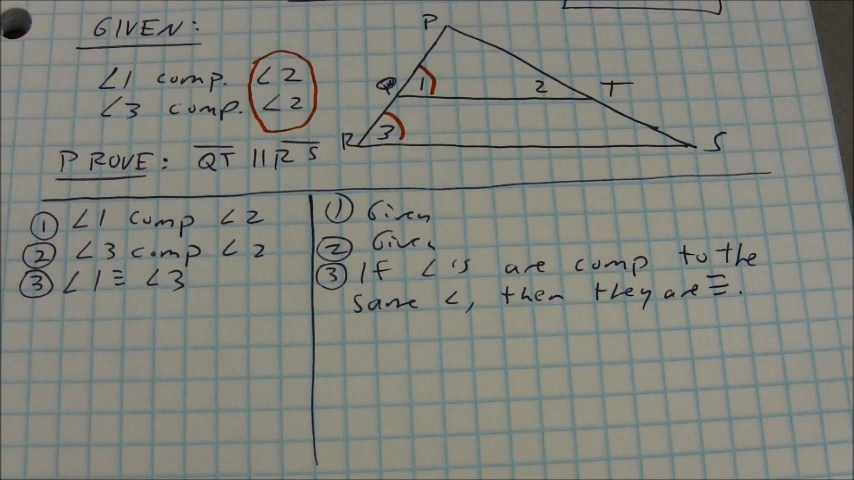 GIVEN:
∠1 comp. ∠2
∠3 comp. ∠2
PROVE: QT || RS
P
Q 1 2 T
R 3 S
① ∠1 comp ∠2
② ∠3 comp ∠2
③ ∠1 ≡ ∠3
① Given
② Given
③ If ∠'s are comp to the
same ∠, then they are ≡.